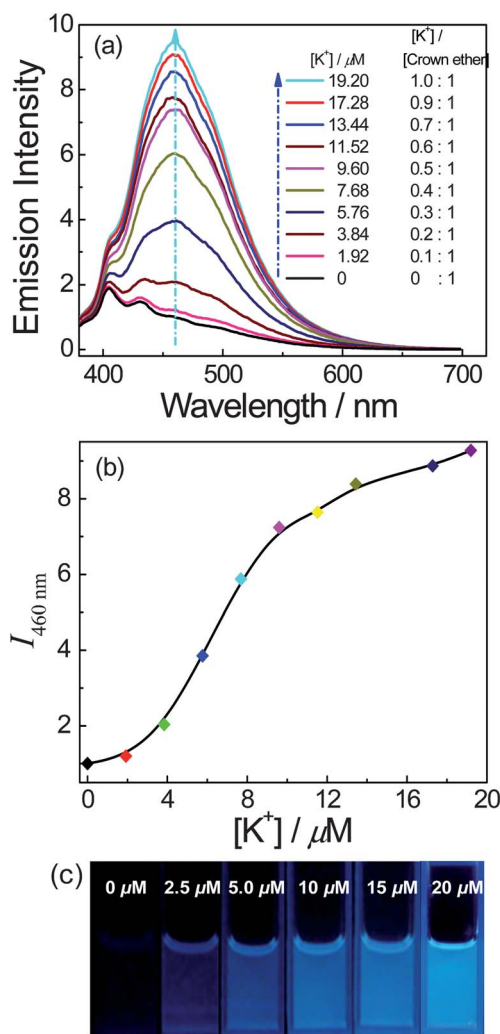 (a)
[K⁺] /
[K⁺] / μM [Crown ether]
19.20 1.0 : 1
17.28 0.9 : 1
13.44 0.7 : 1
11.52 0.6 : 1
9.60 0.5 : 1
7.68 0.4 : 1
5.76 0.3 : 1
3.84 0.2 : 1
1.92 0.1 : 1
0 0 : 1
10
8
6
4
2
0
Emission Intensity
400 500 600 700
Wavelength / nm
(b)
8
6
4
2
I460 nm
0 4 8 12 16 20
[K⁺] / μM
(c)
0 μM 2.5 μM 5.0 μM 10 μM 15 μM 20 μM